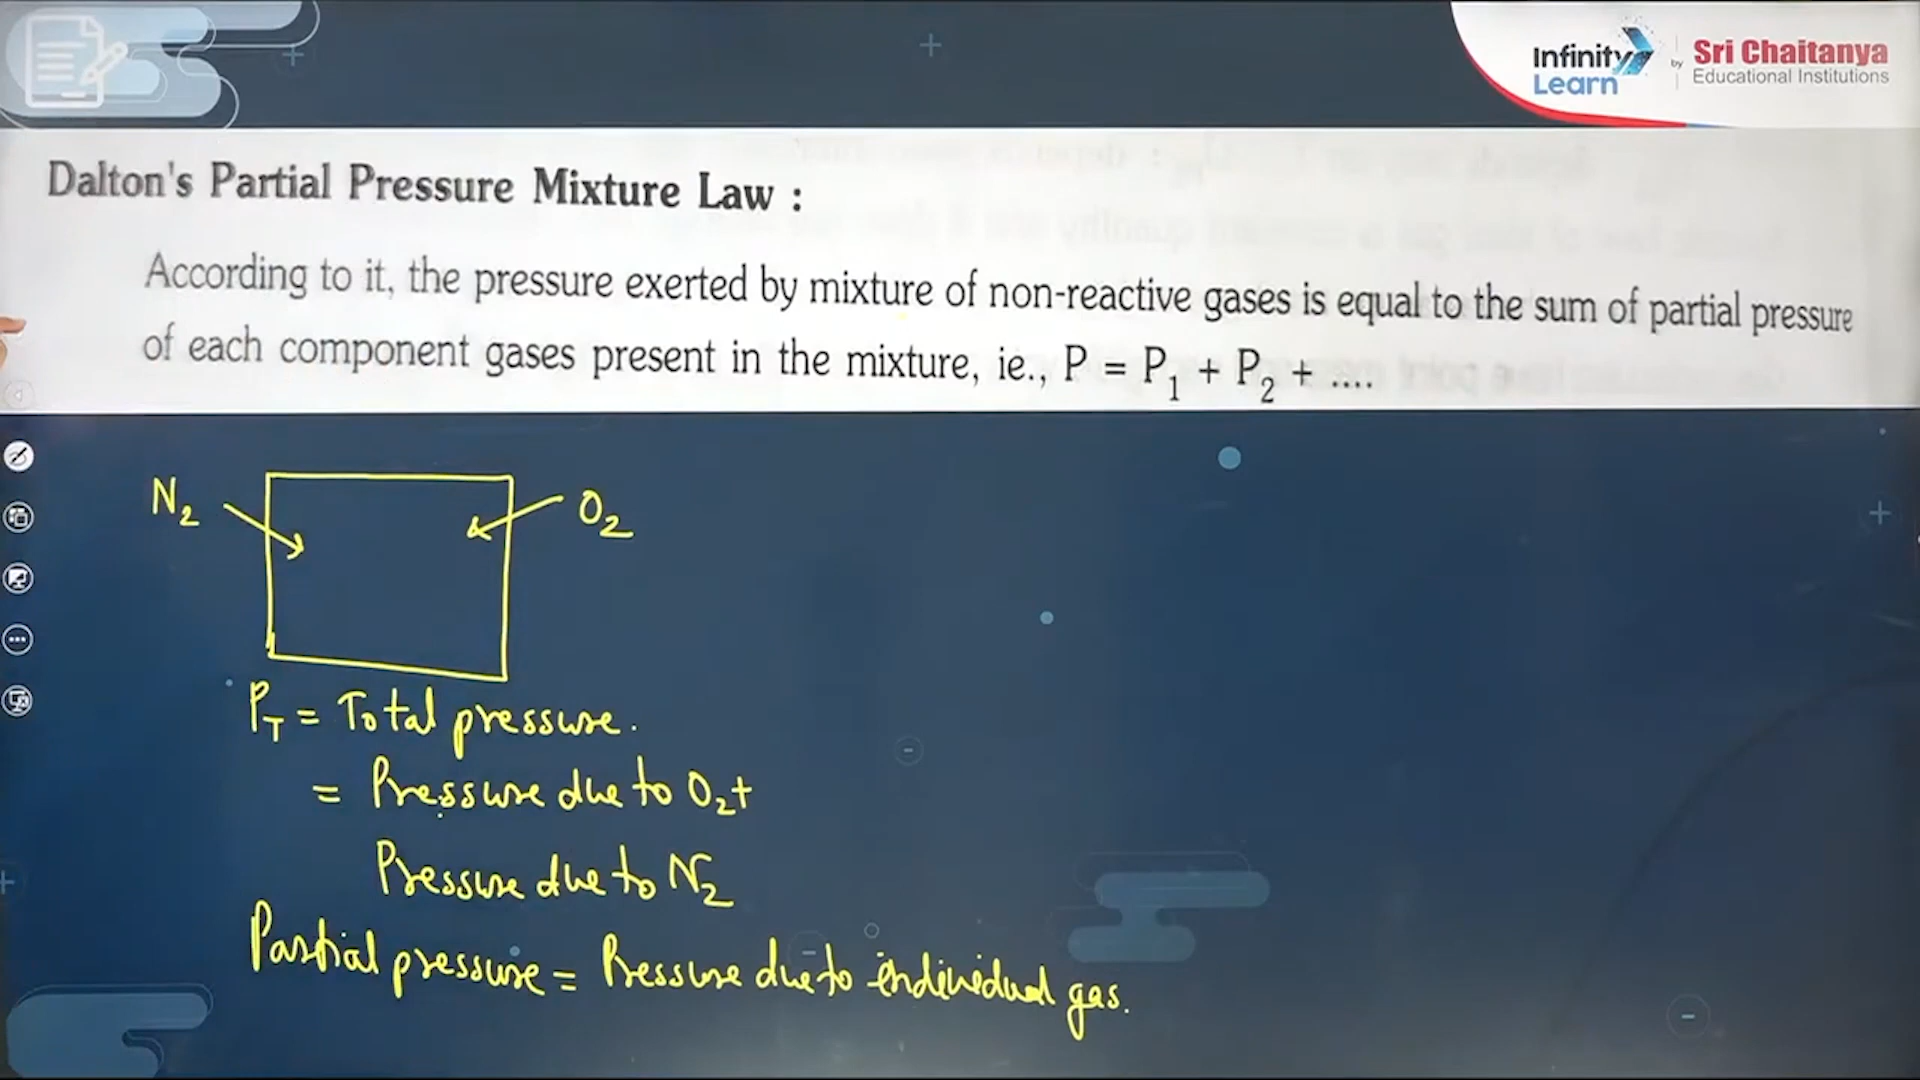 Infinity Learn by Sri Chaitanya Educational Institutions
Dalton's Partial Pressure Mixture Law :
According to it, the pressure exerted by mixture of non-reactive gases is equal to the sum of partial pressure
of each component gases present in the mixture, ie., P = P₁ + P₂ + ....
N₂
O₂
P_T = Total pressure.
= Pressure due to O₂ +
Pressure due to N₂
Partial pressure = Pressure due to individual gas.